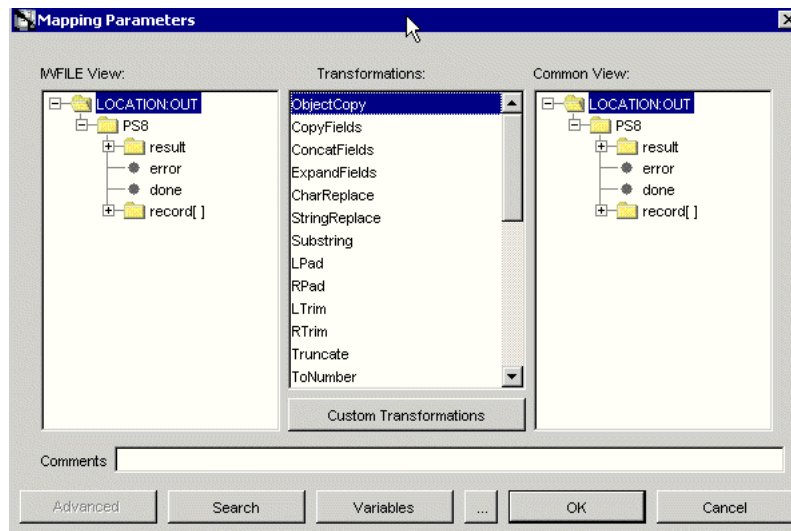 Mapping Parameters
IWFILE View:
Transformations:
Common View:
LOCATION:OUT
PS8
result
error
done
record[ ]
ObjectCopy
CopyFields
ConcatFields
ExpandFields
CharReplace
StringReplace
Substring
LPad
RPad
LTrim
RTrim
Truncate
ToNumber
Custom Transformations
LOCATION:OUT
PS8
result
error
done
record[ ]
Comments
Advanced
Search
Variables
...
OK
Cancel